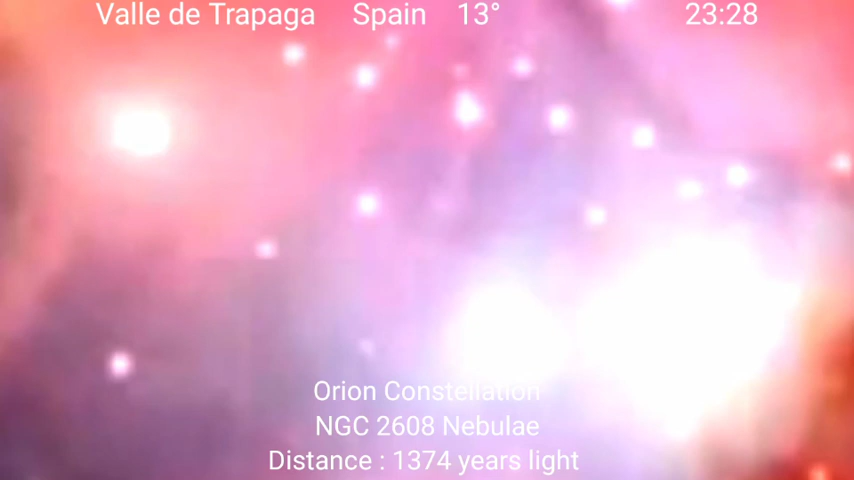 Valle de Trapaga Spain 13° 23:28
Orion Constellation
NGC 2608 Nebulae
Distance : 1374 years light